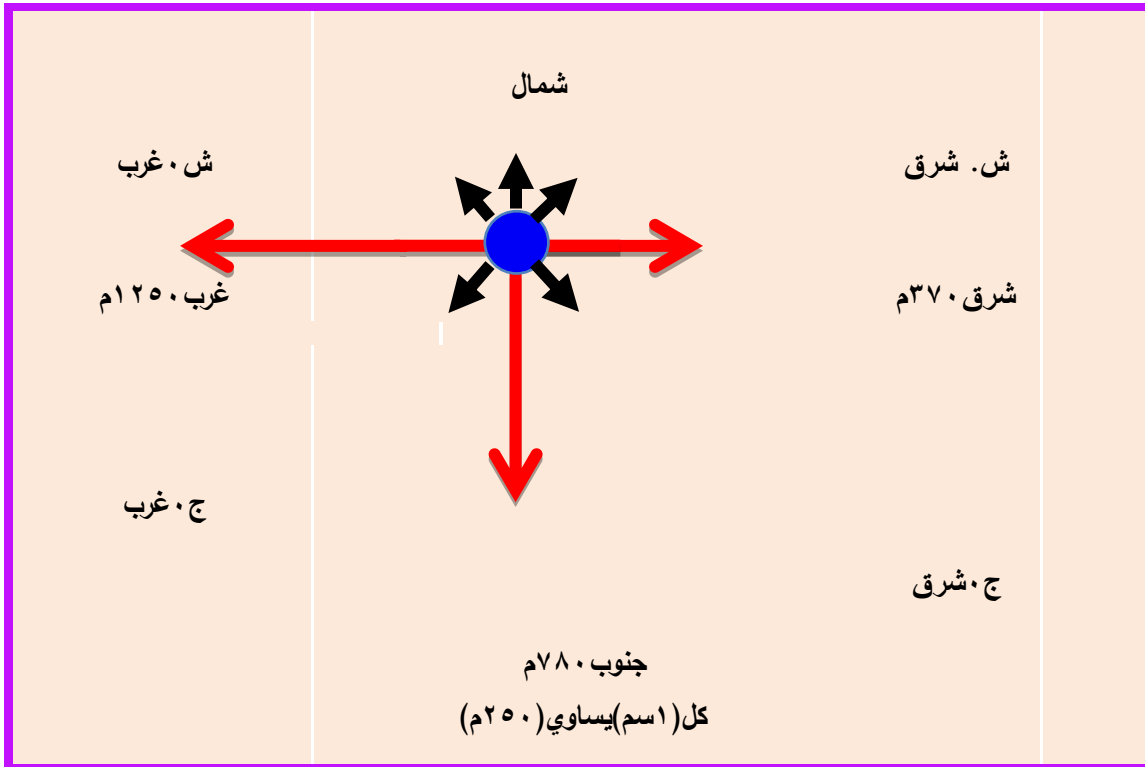 شمال
ش. شرق
ش٠غرب
شرق٣٧٠م
غرب١٢٥٠م
ج٠غرب
ج٠شرق
جنوب٧٨٠م
كل(١سم)يساوي(٢٥٠م)